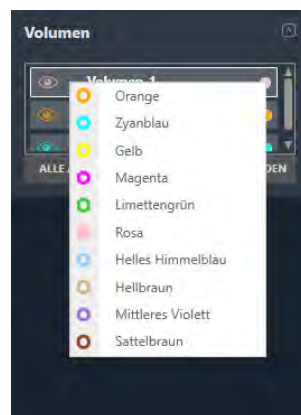 Volumen
Volumen 1
Orange
Zyanblau
Gelb
ALLE
DEN
Magenta
Limettengrün
Rosa
Helles Himmelblau
Hellbraun
Mittleres Violett
Sattelbraun